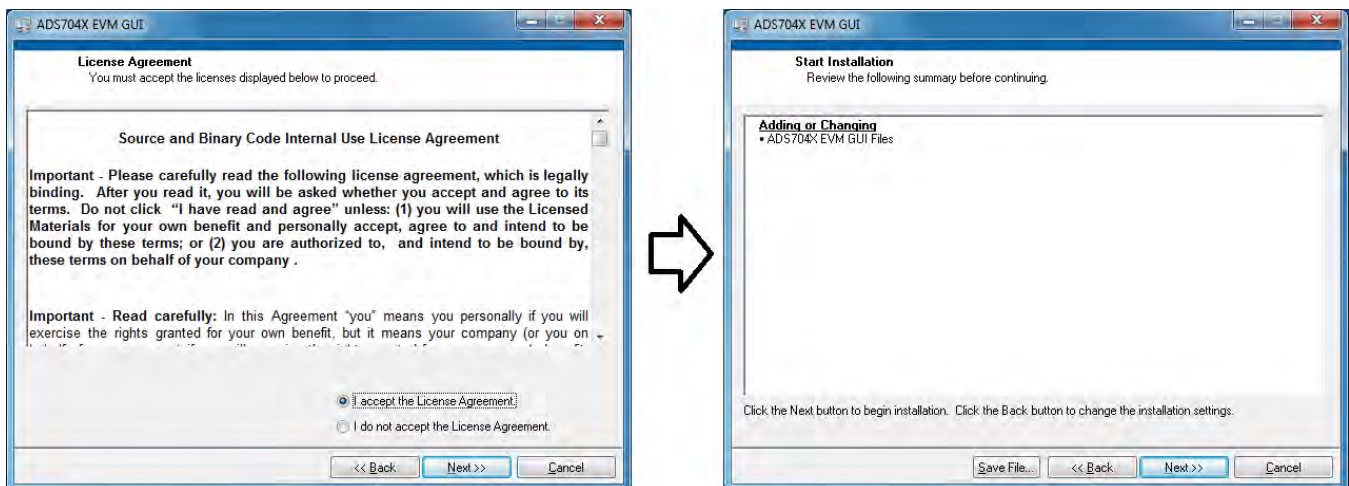 ADS704X EVM GUI
License Agreement
You must accept the licenses displayed below to proceed.
Source and Binary Code Internal Use License Agreement
Important - Please carefully read the following license agreement, which is legally
binding. After you read it, you will be asked whether you accept and agree to its
terms. Do not click “I have read and agree” unless: (1) you will use the Licensed
Materials for your own benefit and personally accept, agree to and intend to be
bound by these terms; or (2) you are authorized to, and intend to be bound by,
these terms on behalf of your company .
Important - Read carefully: In this Agreement “you” means you personally if you will
exercise the rights granted for your own benefit, but it means your company (or you on
I accept the License Agreement.
I do not accept the License Agreement.
<< Back
Next >>
Cancel
ADS704X EVM GUI
Start Installation
Review the following summary before continuing.
Adding or Changing
• ADS704X EVM GUI Files
Click the Next button to begin installation. Click the Back button to change the installation settings.
Save File...
<< Back
Next >>
Cancel